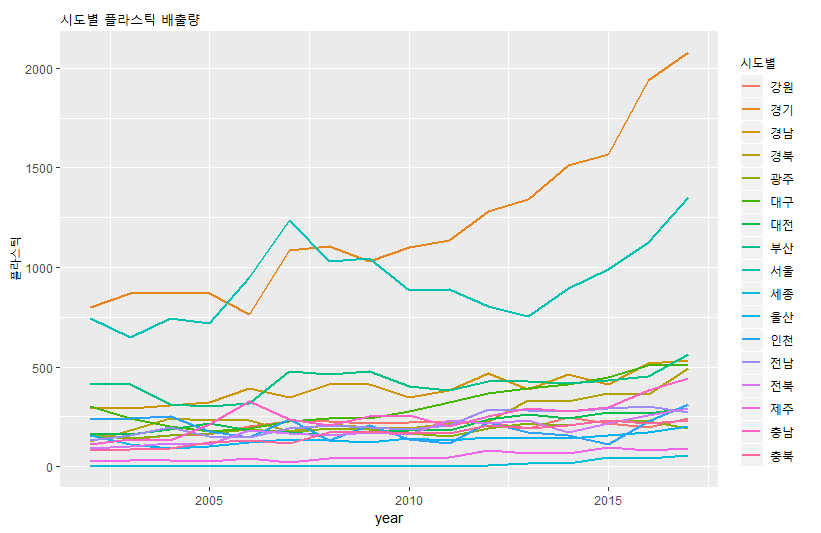 시도별 플라스틱 배출량
플라스틱
2000
1500
1000
500
0
2005
2010
2015
year
시도별
강원
경기
경남
경북
광주
대구
대전
부산
서울
세종
울산
인천
전남
전북
제주
충남
충북